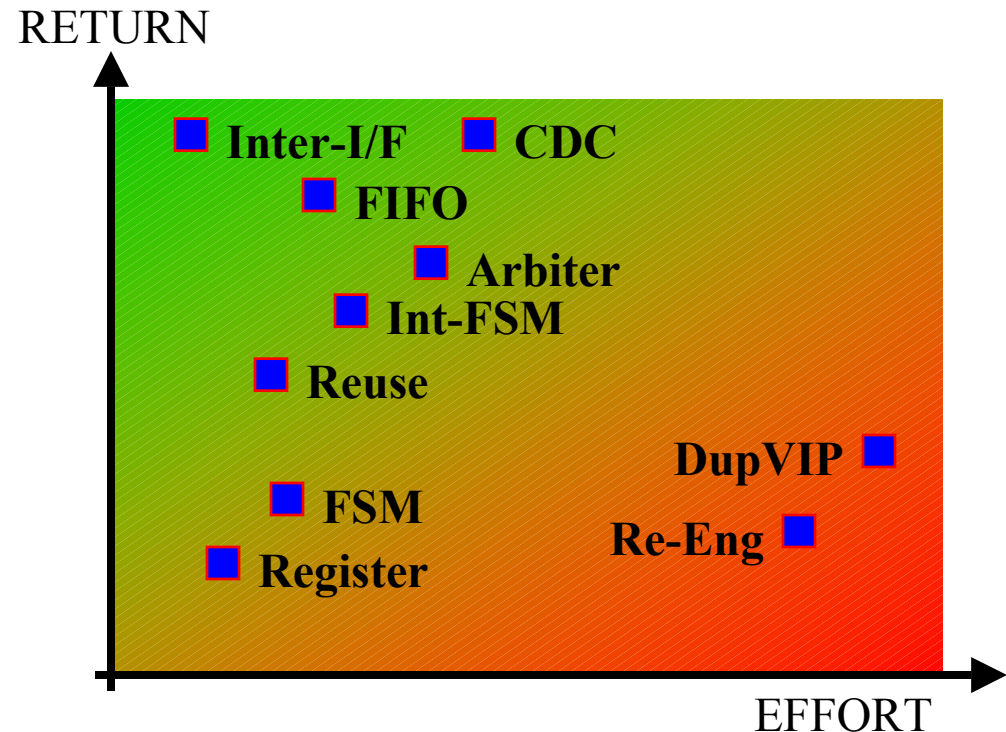 RETURN
Inter-I/F
CDC
FIFO
Arbiter
Int-FSM
Reuse
DupVIP
FSM
Re-Eng
Register
EFFORT